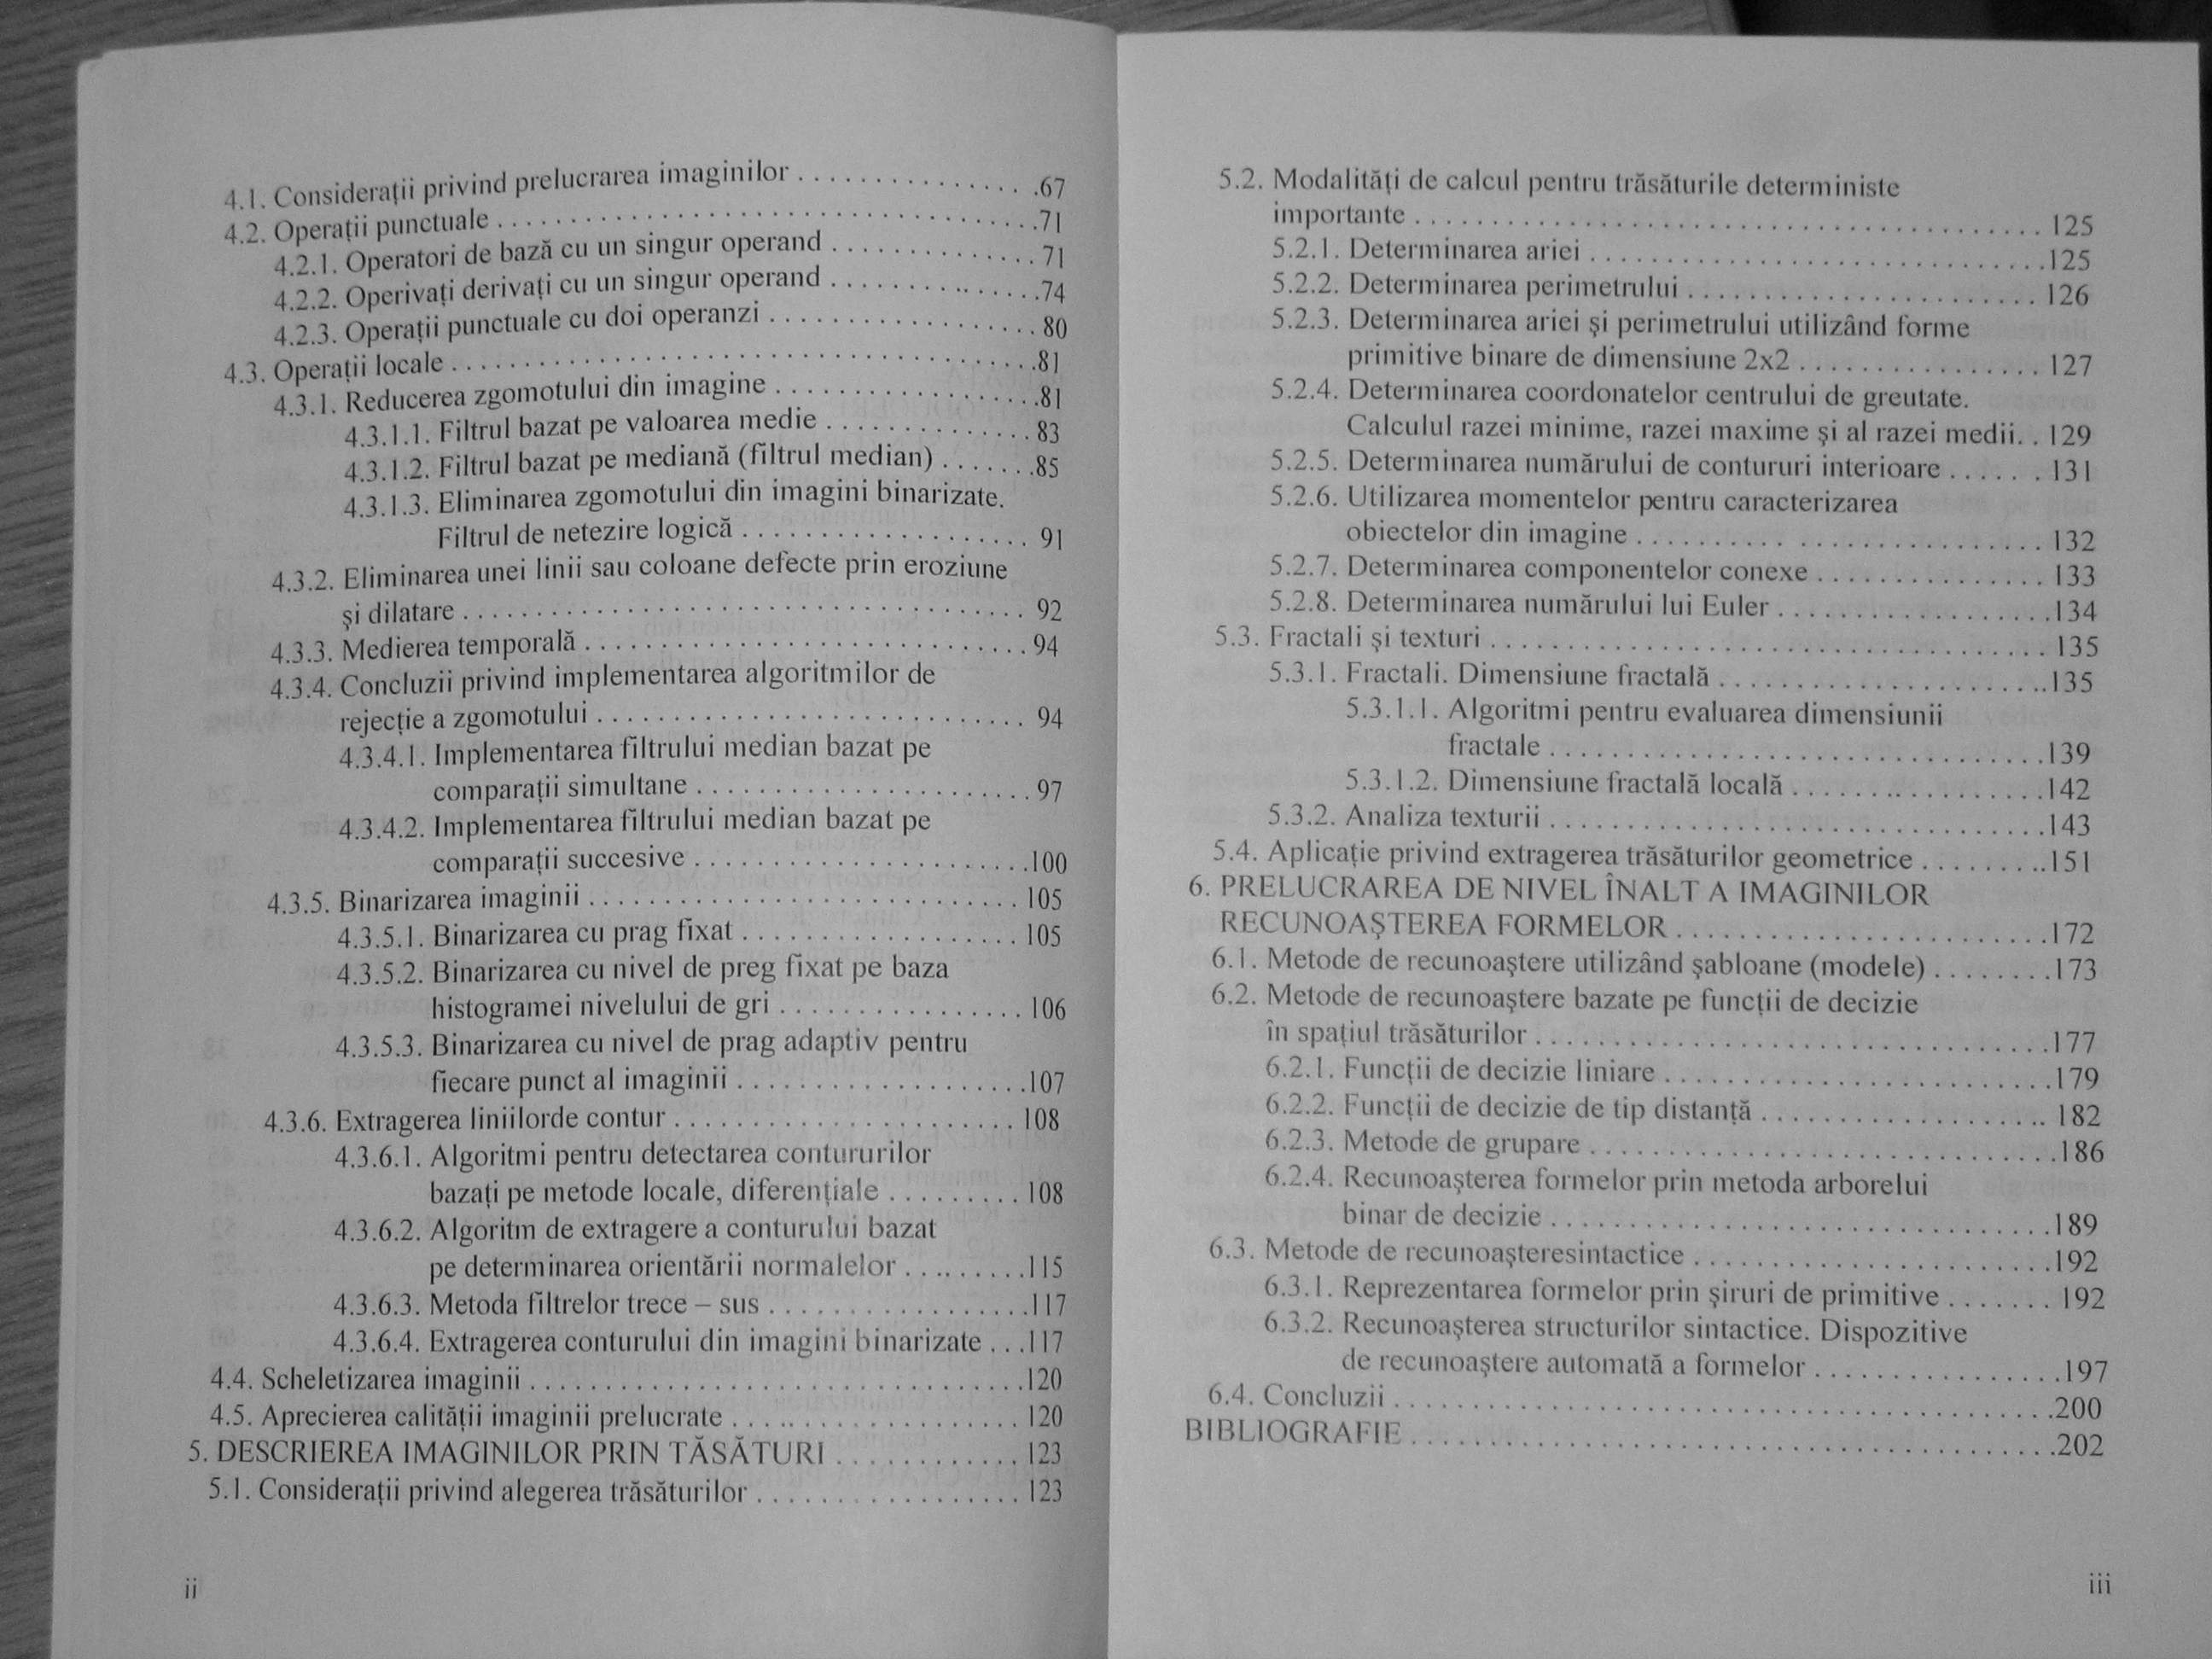 4.1. Considerații privind prelucrarea imaginilor . . . . . . . . . . . . . . . .67
4.2. Operații punctuale . . . . . . . . . . . . . . . . . . . . . . . . . . . . . . . . . . .71
4.2.1. Operatori de bază cu un singur operand . . . . . . . . . . . . . . 71
4.2.2. Operivați derivați cu un singur operand . . . . . . . . . . . . . . .74
4.2.3. Operații punctuale cu doi operanzi . . . . . . . . . . . . . . . . . . 80
4.3. Operații locale . . . . . . . . . . . . . . . . . . . . . . . . . . . . . . . . . . . . . .81
4.3.1. Reducerea zgomotului din imagine . . . . . . . . . . . . . . . . . .81
4.3.1.1. Filtrul bazat pe valoarea medie . . . . . . . . . . . . . . 83
4.3.1.2. Filtrul bazat pe mediană (filtrul median) . . . . . . .85
4.3.1.3. Eliminarea zgomotului din imagini binarizate.
Filtrul de netezire logică . . . . . . . . . . . . . . . . . . . 91
4.3.2. Eliminarea unei linii sau coloane defecte prin eroziune
și dilatare . . . . . . . . . . . . . . . . . . . . . . . . . . . . . . . . . . . . . 92
4.3.3. Medierea temporală . . . . . . . . . . . . . . . . . . . . . . . . . . . . . 94
4.3.4. Concluzii privind implementarea algoritmilor de
rejecție a zgomotului . . . . . . . . . . . . . . . . . . . . . . . . . . . . 94
4.3.4.1. Implementarea filtrului median bazat pe
comparații simultane . . . . . . . . . . . . . . . . . . . . . . 97
4.3.4.2. Implementarea filtrului median bazat pe
comparații succesive . . . . . . . . . . . . . . . . . . . . . .100
4.3.5. Binarizarea imaginii . . . . . . . . . . . . . . . . . . . . . . . . . . . . 105
4.3.5.1. Binarizarea cu prag fixat . . . . . . . . . . . . . . . . . . 105
4.3.5.2. Binarizarea cu nivel de preg fixat pe baza
histogramei nivelului de gri . . . . . . . . . . . . . . . . 106
4.3.5.3. Binarizarea cu nivel de prag adaptiv pentru
fiecare punct al imaginii . . . . . . . . . . . . . . . . . . .107
4.3.6. Extragerea liniilorde contur . . . . . . . . . . . . . . . . . . . . . . 108
4.3.6.1. Algoritmi pentru detectarea contururilor
bazați pe metode locale, diferențiale . . . . . . . . . 108
4.3.6.2. Algoritm de extragere a conturului bazat
pe determinarea orientării normalelor . . . . . . . . .115
4.3.6.3. Metoda filtrelor trece – sus . . . . . . . . . . . . . . . . .117
4.3.6.4. Extragerea conturului din imagini binarizate . . .117
4.4. Scheletizarea imaginii . . . . . . . . . . . . . . . . . . . . . . . . . . . . . . . .120
4.5. Aprecierea calității imaginii prelucrate . . . . . . . . . . . . . . . . . . . 120
5. DESCRIEREA IMAGINILOR PRIN TĂSĂTURI . . . . . . . . . . . . 123
5.1. Considerații privind alegerea trăsăturilor . . . . . . . . . . . . . . . . . 123
ii
5.2. Modalități de calcul pentru trăsăturile deterministe
importante . . . . . . . . . . . . . . . . . . . . . . . . . . . . . . . . . . . . . . . . 125
5.2.1. Determinarea ariei . . . . . . . . . . . . . . . . . . . . . . . . . . . . . .125
5.2.2. Determinarea perimetrului . . . . . . . . . . . . . . . . . . . . . . . 126
5.2.3. Determinarea ariei și perimetrului utilizând forme
primitive binare de dimensiune 2x2 . . . . . . . . . . . . . . . . 127
5.2.4. Determinarea coordonatelor centrului de greutate.
Calculul razei minime, razei maxime și al razei medii. . 129
5.2.5. Determinarea numărului de contururi interioare . . . . . . 131
5.2.6. Utilizarea momentelor pentru caracterizarea
obiectelor din imagine . . . . . . . . . . . . . . . . . . . . . . . . . . 132
5.2.7. Determinarea componentelor conexe . . . . . . . . . . . . . . . 133
5.2.8. Determinarea numărului lui Euler . . . . . . . . . . . . . . . . . .134
5.3. Fractali și texturi . . . . . . . . . . . . . . . . . . . . . . . . . . . . . . . . . . . . 135
5.3.1. Fractali. Dimensiune fractală . . . . . . . . . . . . . . . . . . . . . .135
5.3.1.1. Algoritmi pentru evaluarea dimensiunii
fractale . . . . . . . . . . . . . . . . . . . . . . . . . . . . . . . . .139
5.3.1.2. Dimensiune fractală locală . . . . . . . . . . . . . . . . .142
5.3.2. Analiza texturii . . . . . . . . . . . . . . . . . . . . . . . . . . . . . . . . .143
5.4. Aplicație privind extragerea trăsăturilor geometrice . . . . . . . . .151
6. PRELUCRAREA DE NIVEL ÎNALT A IMAGINILOR
RECUNOAȘTEREA FORMELOR . . . . . . . . . . . . . . . . . . . . . . . . .172
6.1. Metode de recunoaștere utilizând șabloane (modele) . . . . . . . .173
6.2. Metode de recunoaștere bazate pe funcții de decizie
în spațiul trăsăturilor . . . . . . . . . . . . . . . . . . . . . . . . . . . . . . . . . .177
6.2.1. Funcții de decizie liniare . . . . . . . . . . . . . . . . . . . . . . . . . .179
6.2.2. Funcții de decizie de tip distanță . . . . . . . . . . . . . . . . . . . 182
6.2.3. Metode de grupare . . . . . . . . . . . . . . . . . . . . . . . . . . . . . . .186
6.2.4. Recunoașterea formelor prin metoda arborelui
binar de decizie . . . . . . . . . . . . . . . . . . . . . . . . . . . . . . . . .189
6.3. Metode de recunoașteresintactice . . . . . . . . . . . . . . . . . . . . . . . .192
6.3.1. Reprezentarea formelor prin șiruri de primitive . . . . . . . 192
6.3.2. Recunoașterea structurilor sintactice. Dispozitive
de recunoaștere automată a formelor . . . . . . . . . . . . . . . . .197
6.4. Concluzii . . . . . . . . . . . . . . . . . . . . . . . . . . . . . . . . . . . . . . . . . . .200
BIBLIOGRAFIE . . . . . . . . . . . . . . . . . . . . . . . . . . . . . . . . . . . . . . . . . .202
iii